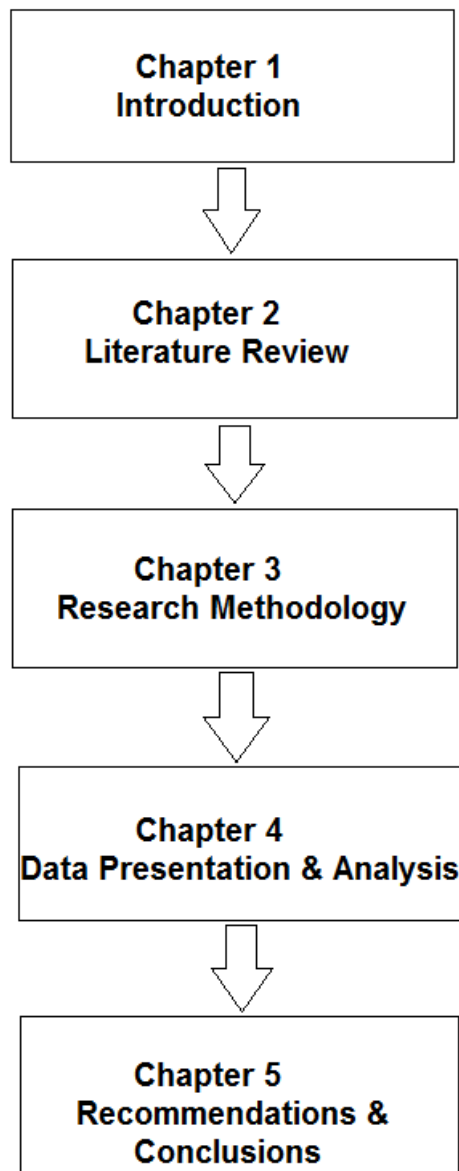 Chapter 1
Introduction
Chapter 2
Literature Review
Chapter 3
Research Methodology
Chapter 4
Data Presentation & Analysis
Chapter 5
Recommendations &
Conclusions